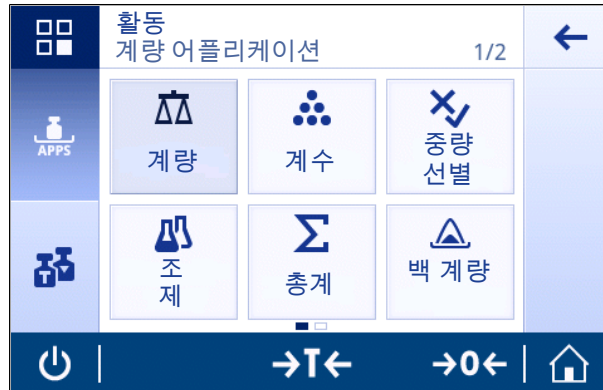 활동
계량 어플리케이션 1/2
APPS
계량
계수
중량
선별
조
제
Σ
총계
백 계량
T
→T←
→0←